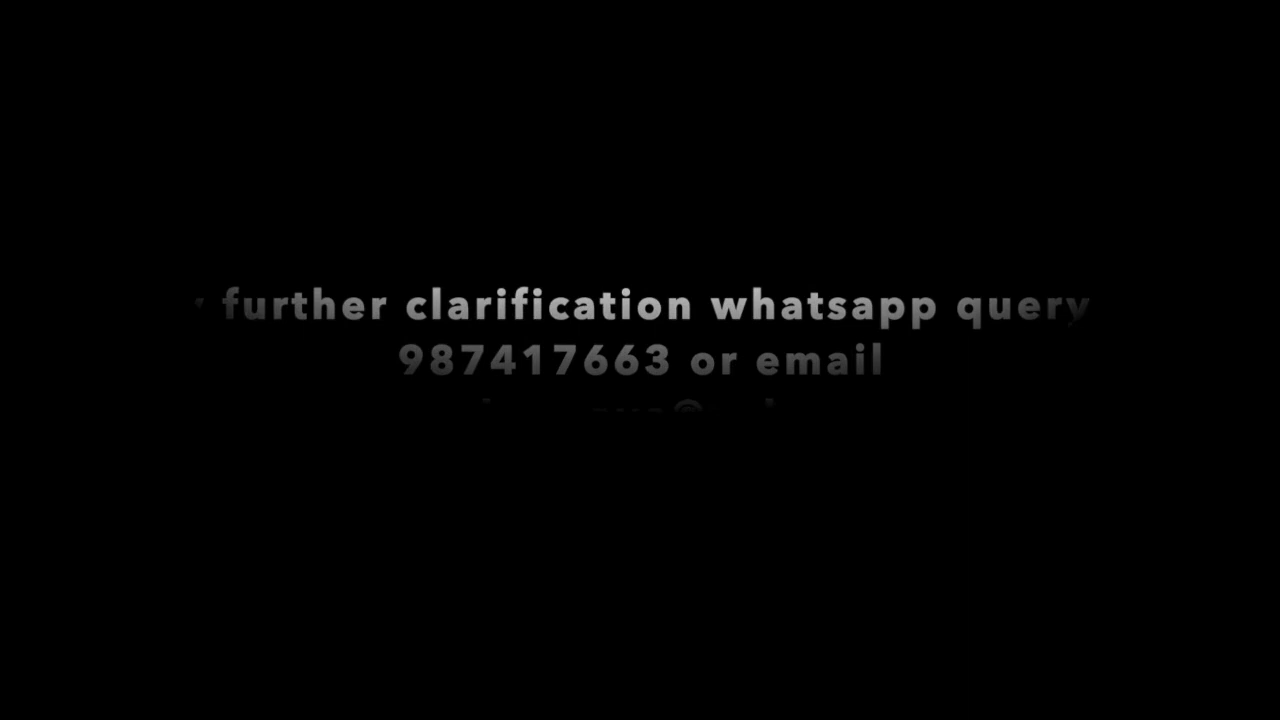 further clarification whatsapp query
987417663 or email